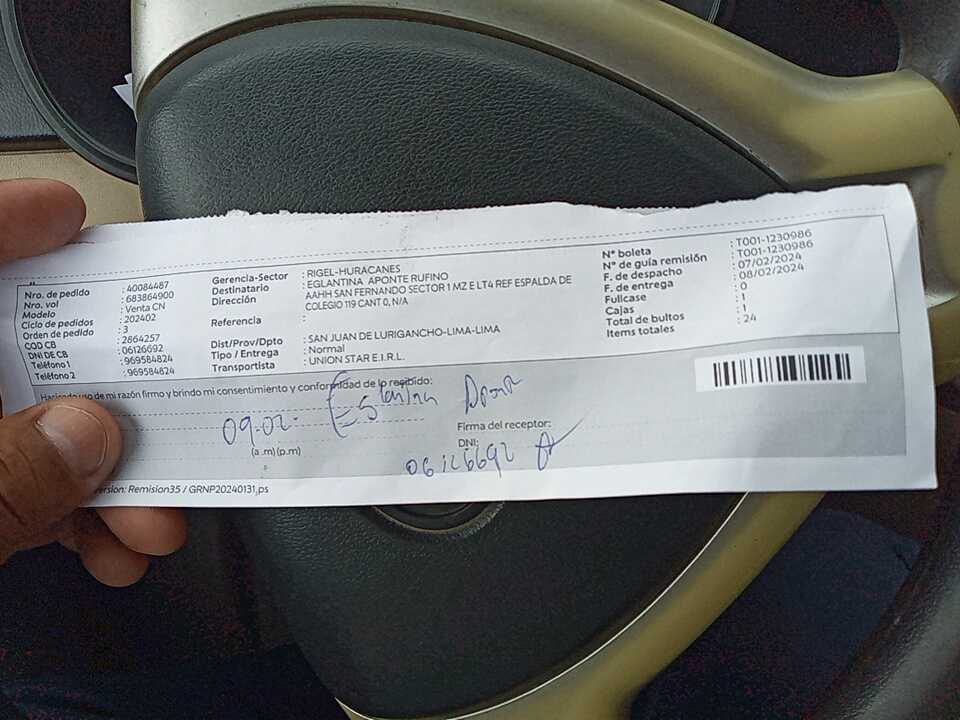 Nro. de pedido : 40084487
Nro. vol : 683864900
Modelo : Venta CN
Ciclo de pedidos : 202402
Orden de pedido : 3
COD CB : 2864257
DNI DE CB : 06126692
Teléfono 1 : 969584824
Teléfono 2 : 969584824
Gerencia-Sector : RIGEL-HURACANES
Destinatario : EGLANTINA APONTE RUFINO
Dirección : AAHH SAN FERNANDO SECTOR 1 MZ E LT4 REF ESPALDA DE
COLEGIO 119 CANT 0, N/A
Referencia :
Dist/Prov/Dpto : SAN JUAN DE LURIGANCHO-LIMA-LIMA
Tipo / Entrega : Normal
Transportista : UNION STAR E.I.R.L.
N° boleta : T001-1230986
N° de guía remisión : T001-1230986
F. de despacho : 07/02/2024
F. de entrega : 08/02/2024
Fullcase : 0
Cajas : 1
Total de bultos : 1
Items totales : 24
Haciendo uso de mi razón firmo y brindo mi consentimiento y conformidad de lo recibido:
09-02-
(a .m) (p.m)
Firma del receptor:
DNI:
06126692
version: Remision35 / GRNP20240131.ps